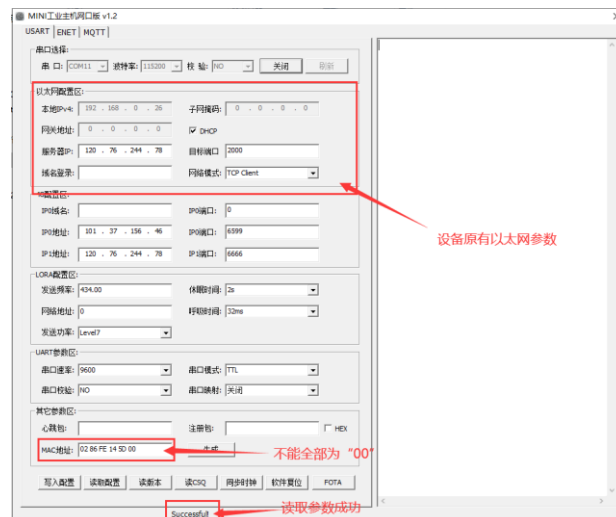 MINI工业主机网口版 v1.2
USART ENET MQTT
串口选择:
串 口: COM11 波特率: 115200 校 验: NO 关闭 刷新
以太网配置区:
本地IPv4: 192 . 168 . 0 . 26 子网掩码: 0 . 0 . 0 . 0
网关地址: 0 . 0 . 0 . 0 DHCP
服务器IP: 120 . 76 . 244 . 78 目标端口 2000
域名登录: 网络模式: TCP Client
设备原有以太网参数
IP0域名: IP0端口: 0
IP0地址: 101 . 37 . 156 . 46 IP0端口: 6599
IP1地址: 120 . 76 . 244 . 78 IP1端口: 6666
LORA配置区:
发送频率: 434.00 休眠时间: 2s
网络地址: 0 呼吸时间: 32ms
发送功率: Level7
UART参数区:
串口速率: 9600 串口模式: TTL
串口校验: NO 串口映射: 关闭
其它参数区:
心跳包: 注册包: HEX
MAC地址: 02 86 FE 14 5D 00 生成
不能全部为“00”
写入配置 读取配置 读版本 读CSQ 同步时钟 软件复位 FOTA
Successful! 读取参数成功